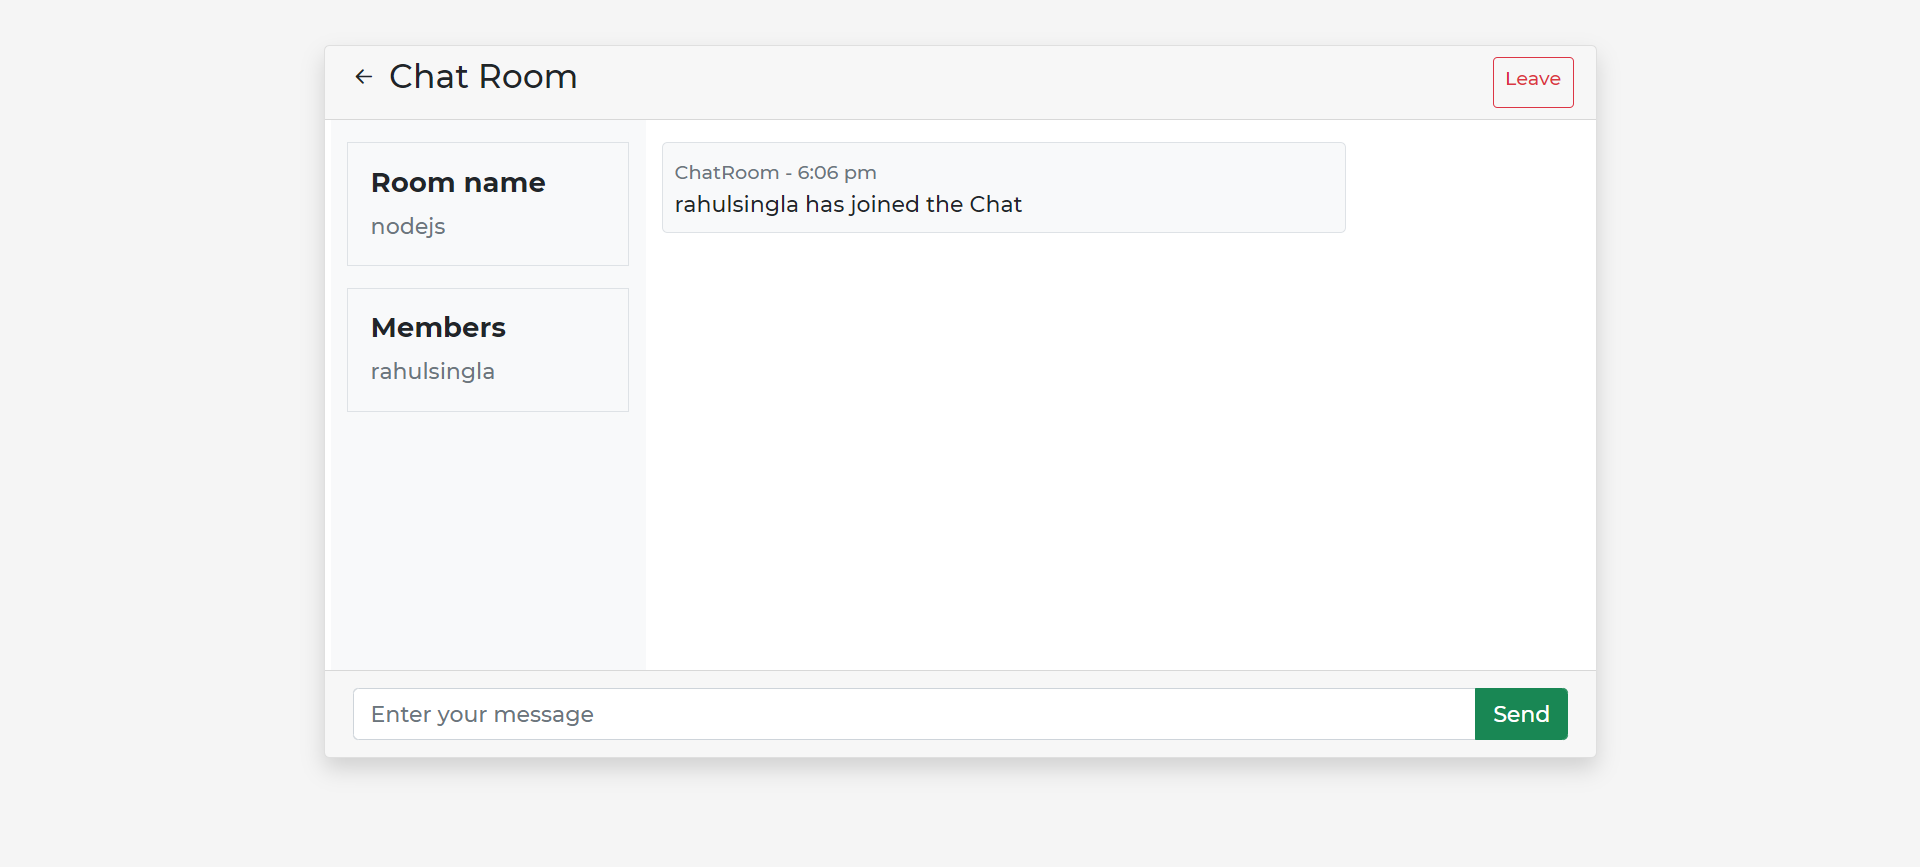 ← Chat Room
Leave
Room name
nodejs
Members
rahulsingla
ChatRoom - 6:06 pm
rahulsingla has joined the Chat
Enter your message
Send